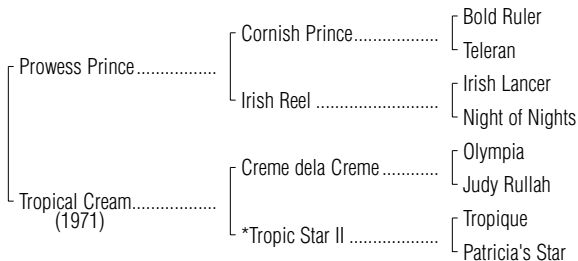 Bold Ruler
Cornish Prince..................
Teleran
Prowess Prince.................
Irish Lancer
Irish Reel ..........................
Night of Nights
Olympia
Creme dela Creme ............
Judy Rullah
Tropical Cream..................
(1971)
Tropique
*Tropic Star II ...................
Patricia's Star